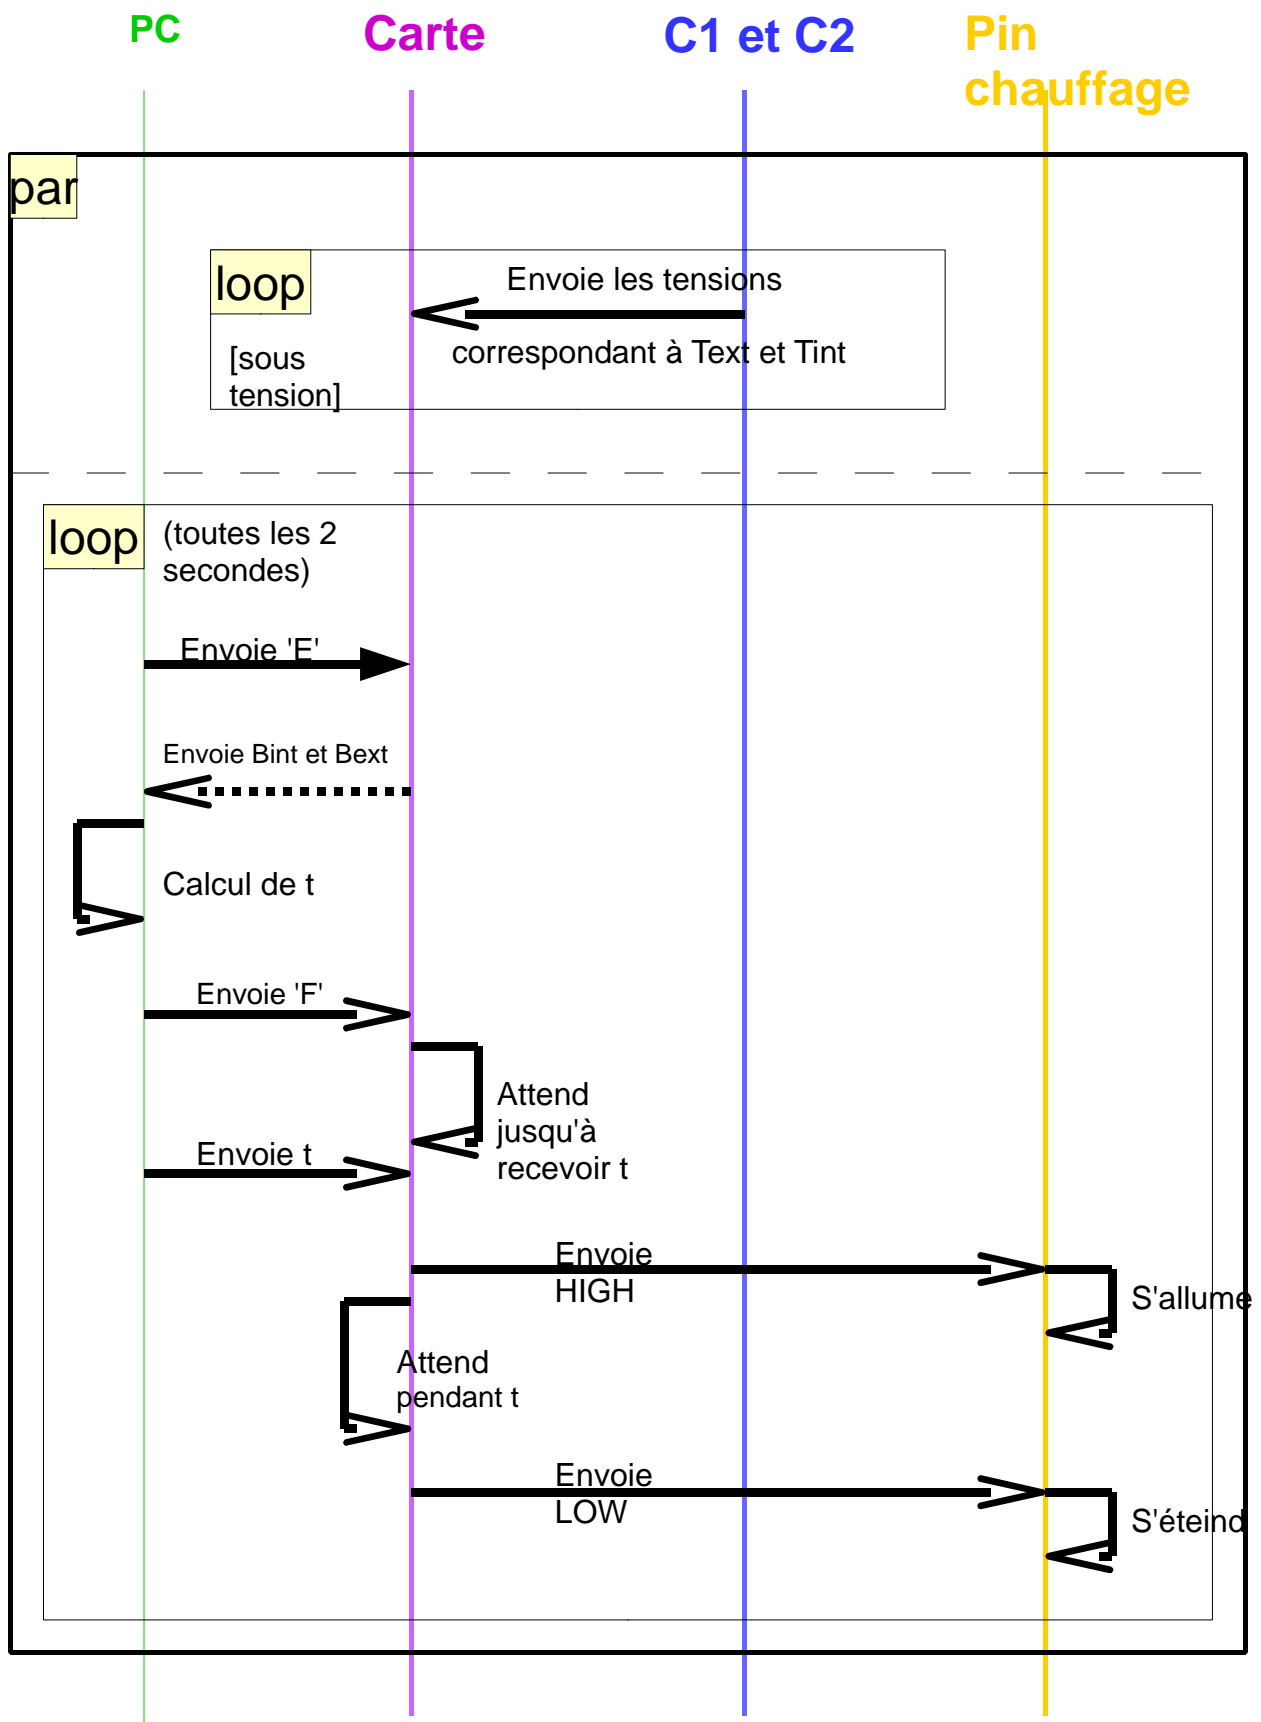 PC
Carte
C1 et C2
Pin
chauffage
par
loop
Envoie les tensions
[sous
tension]
correspondant à Text et Tint
loop
(toutes les 2
secondes)
Envoie 'E'
Envoie Bint et Bext
Calcul de t
Envoie 'F'
Attend
jusqu'à
recevoir t
Envoie t
Envoie
HIGH
S'allume
Attend
pendant t
Envoie
LOW
S'éteind